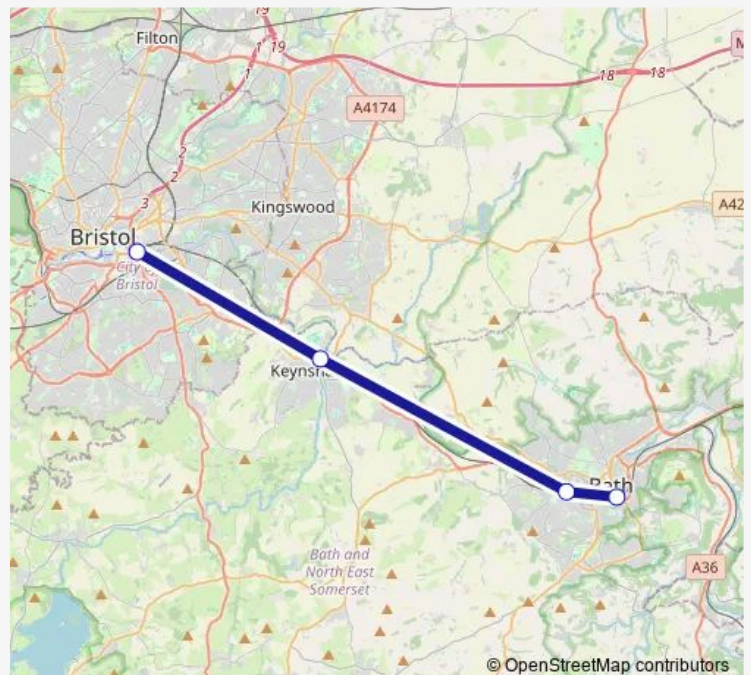 19
Filton
1
19
1
M
18
18
A4174
2
2
3
Kingswood
A42
Bristol
City of
Bristol
Bath
Bath and
North East
Somerset
A36
© OpenStreetMap contributors